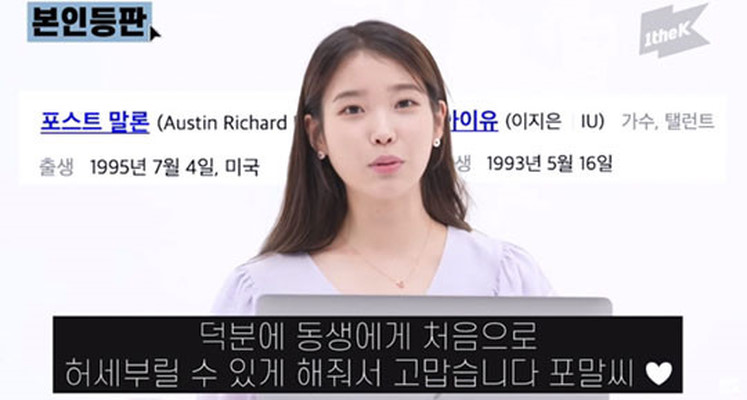 본인등판
1theK
포스트 말론 (Austin Richard
출생 1995년 7월 4일, 미국
아이유 (이지은 IU) 가수, 탤런트
생 1993년 5월 16일
덕분에 동생에게 처음으로
허세부릴 수 있게 해줘서 고맙습니다 포말씨 ♥